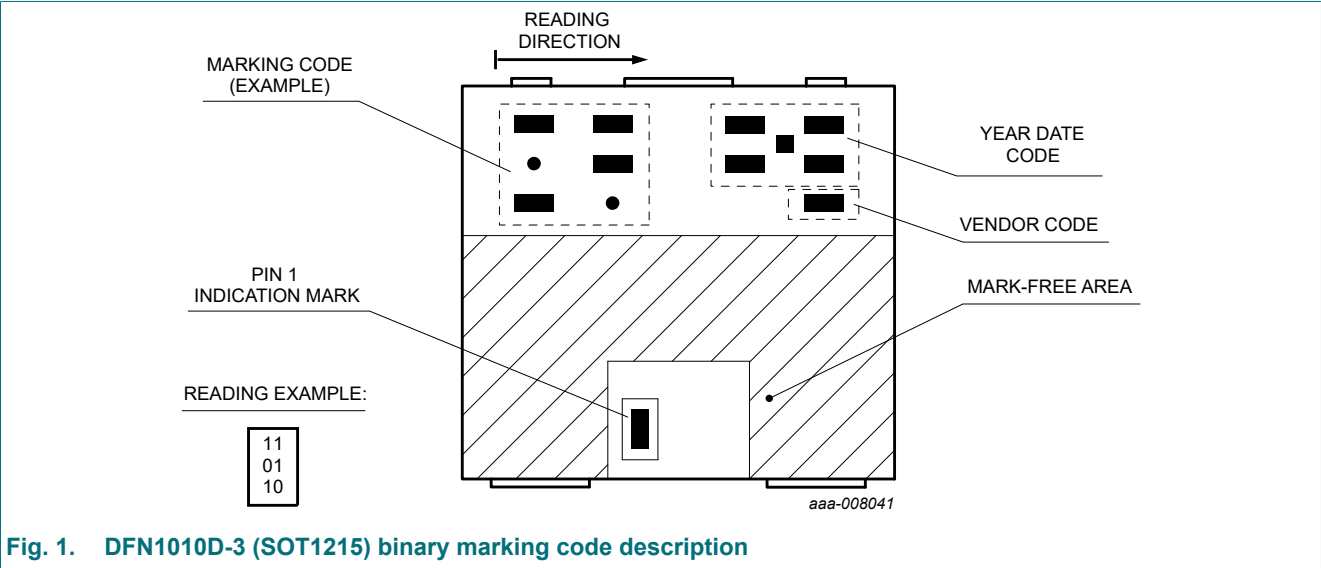 READING
DIRECTION
MARKING CODE
(EXAMPLE)
YEAR DATE
CODE
VENDOR CODE
PIN 1
INDICATION MARK
MARK-FREE AREA
READING EXAMPLE:
11
01
10
aaa-008041
Fig. 1. DFN1010D-3 (SOT1215) binary marking code description